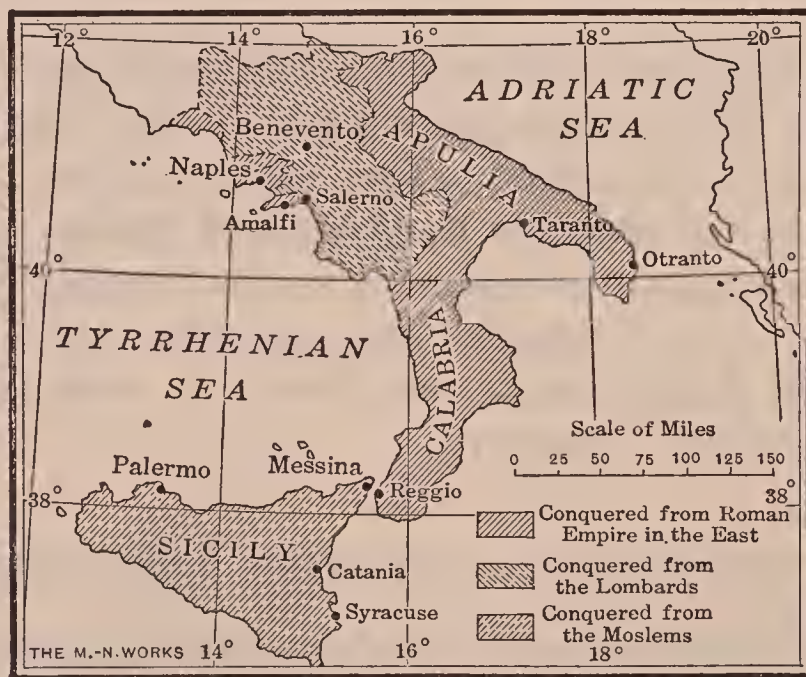 12° 14° 16° 18° 20°
ADRIATIC
SEA
Benevento
APULIA
Naples
Salerno
Amalfi
Taranto
Otranto
40° 40°
TYRRHENIAN
SEA
CALABRIA
Scale of Miles
0 25 50 75 100 125 150
Palermo
Messina
Reggio
38° 38°
Conquered from Roman
Empire in the East
SICILY
Catania
Conquered from
the Lombards
Syracuse
Conquered from
the Moslems
THE M.-N. WORKS 14° 16° 18°